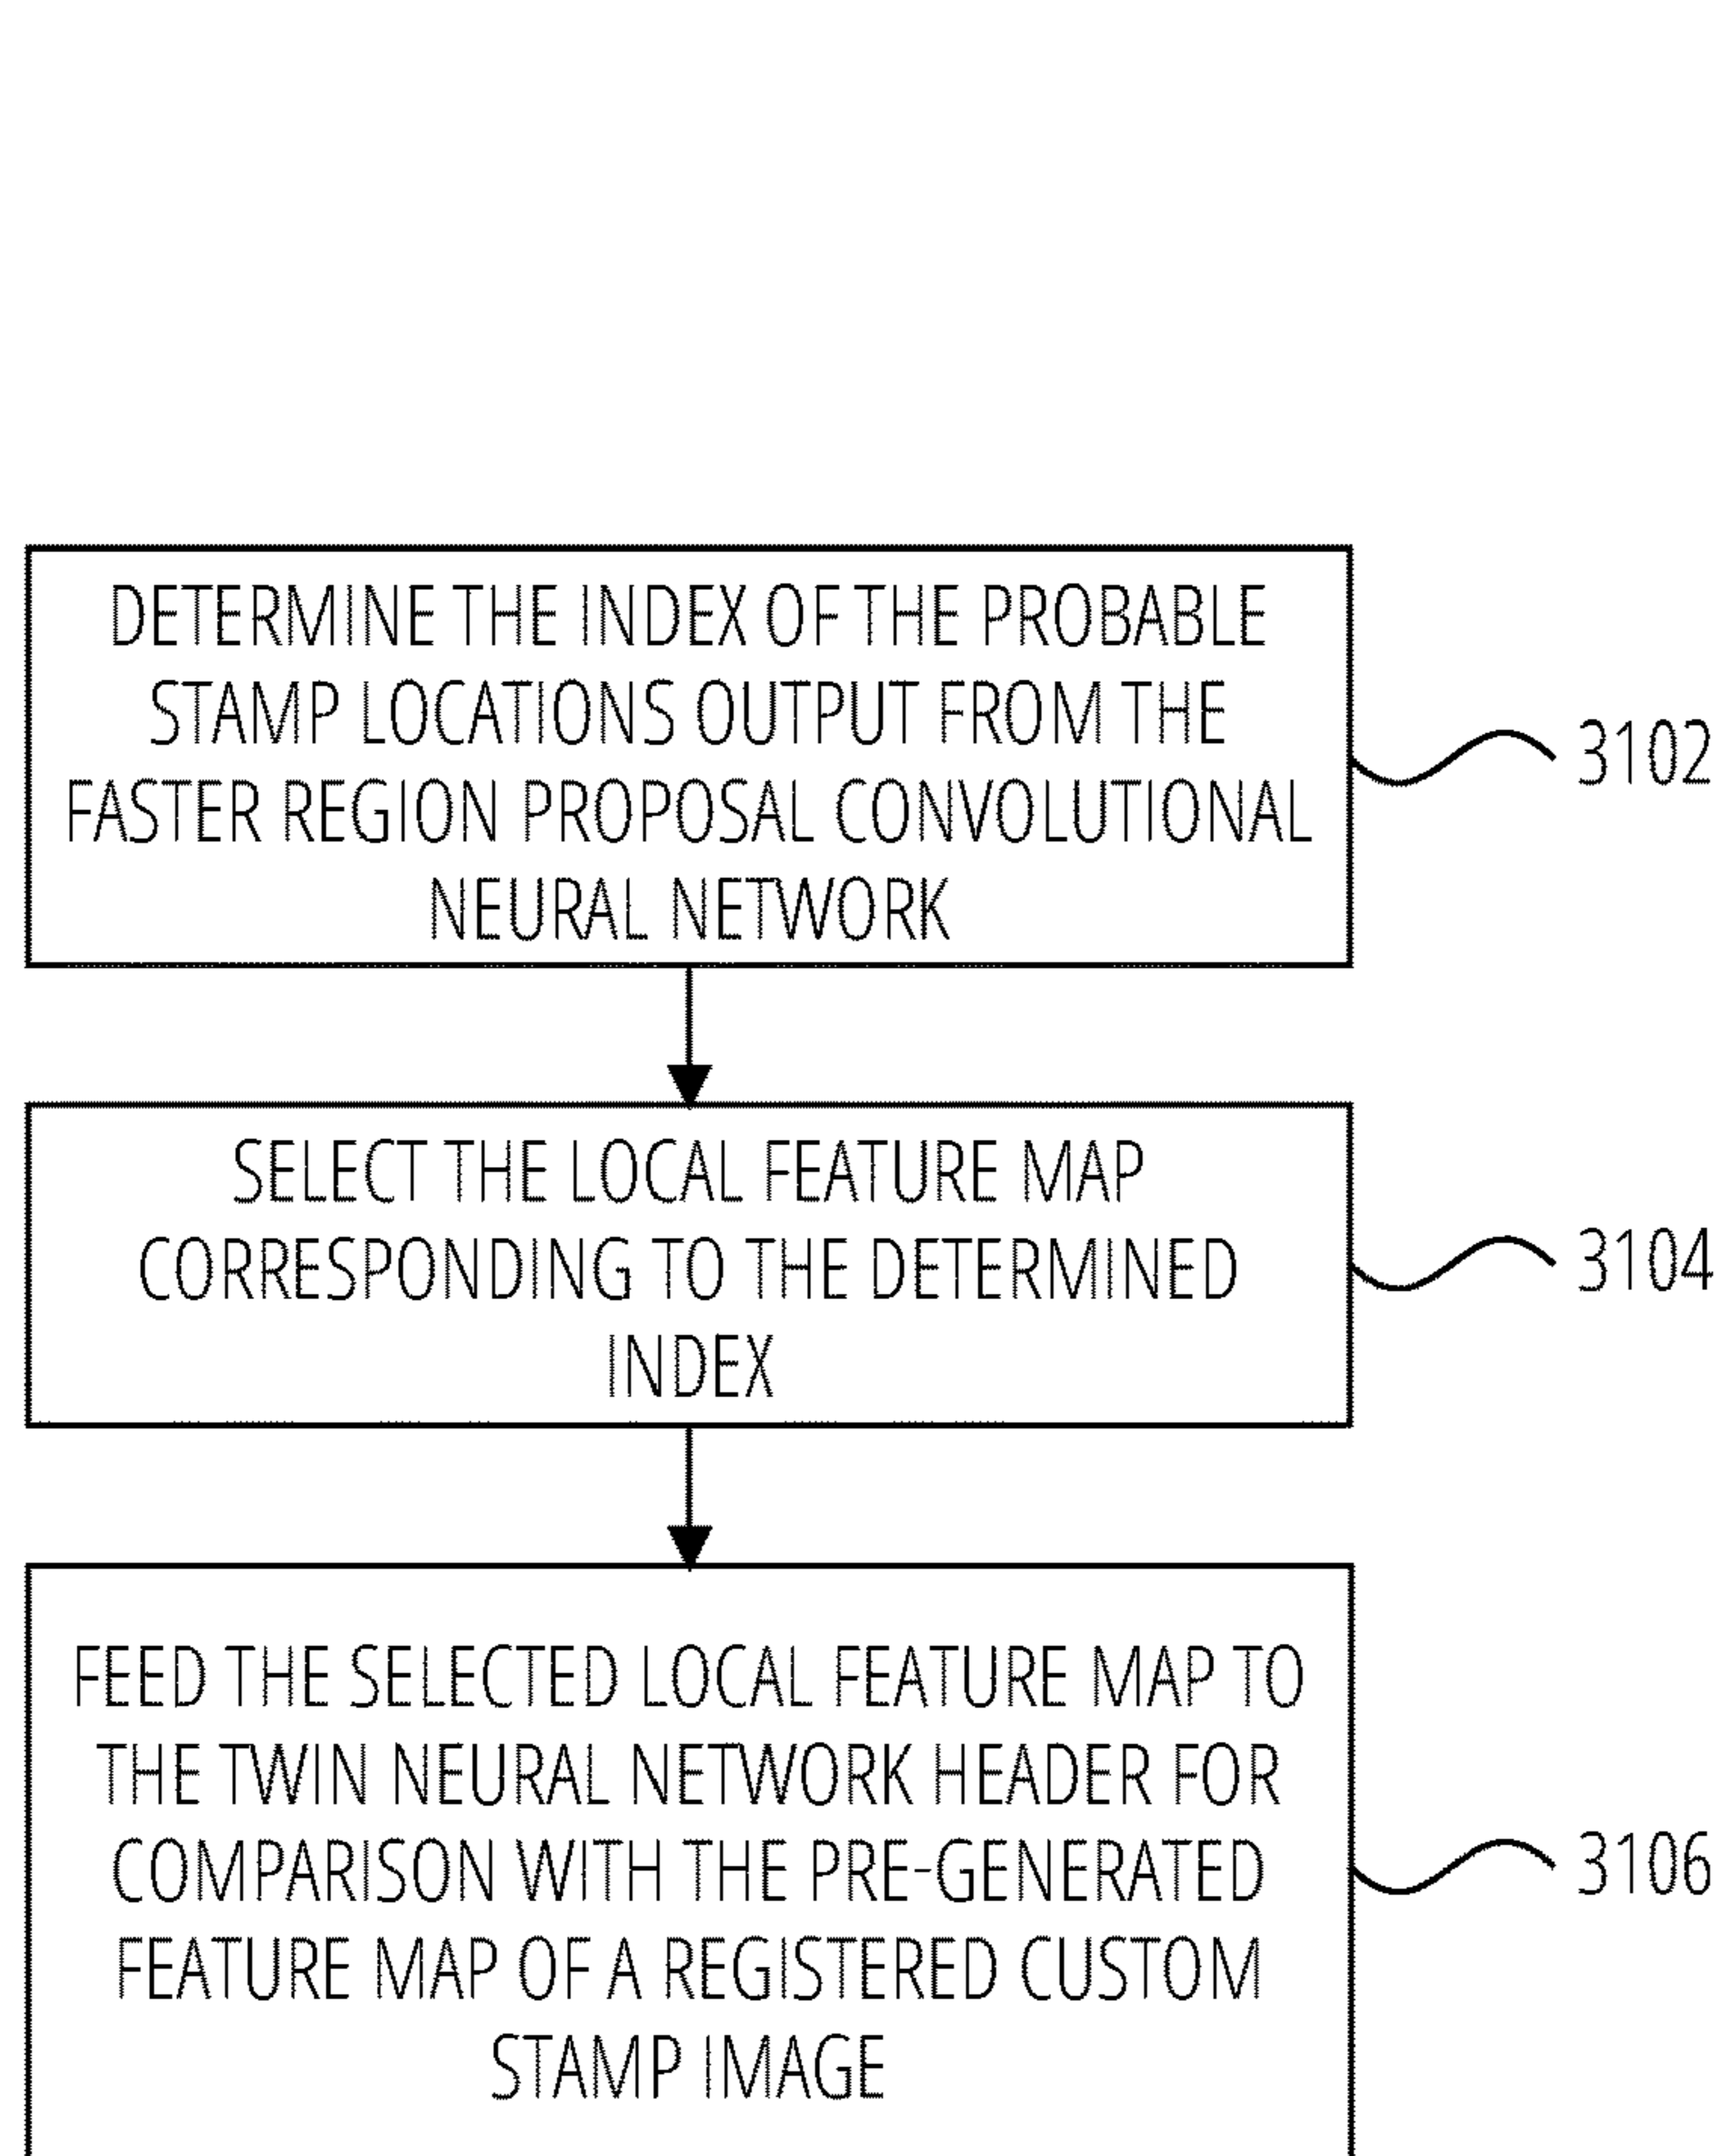 DETERMINE THE INDEX OF THE PROBABLE
STAMP LOCATIONS OUTPUT FROM THE
FASTER REGION PROPOSAL CONVOLUTIONAL
NEURAL NETWORK
3102
SELECT THE LOCAL FEATURE MAP
CORRESPONDING TO THE DETERMINED
INDEX
3104
FEED THE SELECTED LOCAL FEATURE MAP TO
THE TWIN NEURAL NETWORK HEADER FOR
COMPARISON WITH THE PRE-GENERATED
FEATURE MAP OF A REGISTERED CUSTOM
STAMP IMAGE
3106